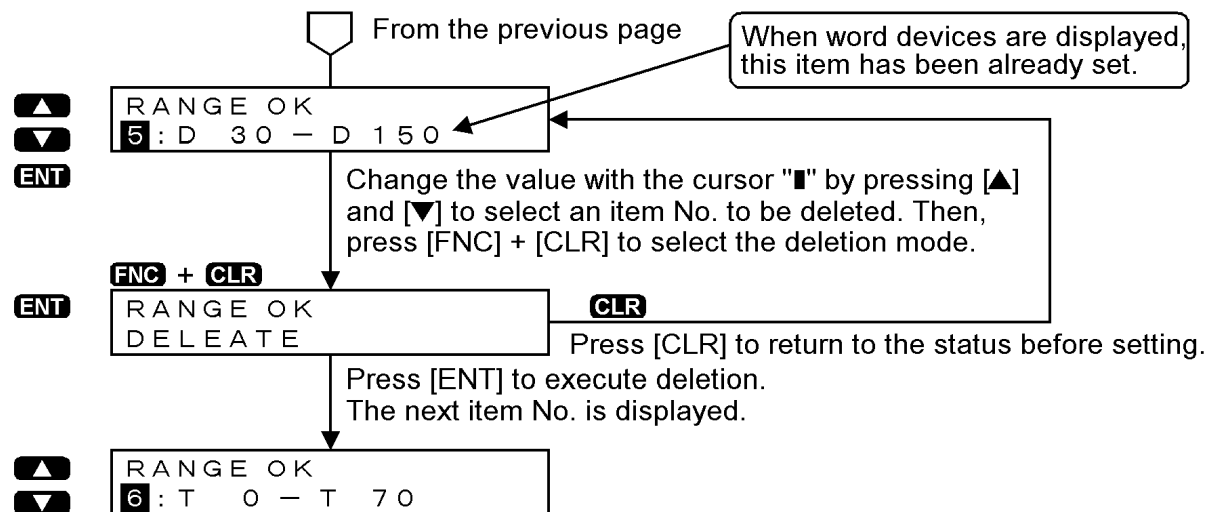 From the previous page
When word devices are displayed,
this item has been already set.
▲
▼
ENT
RANGE OK
5:D 30 — D 150
Change the value with the cursor "▮" by pressing [▲]
and [▼] to select an item No. to be deleted. Then,
press [FNC] + [CLR] to select the deletion mode.
FNC + CLR
ENT
RANGE OK
DELEATE
CLR
Press [CLR] to return to the status before setting.
Press [ENT] to execute deletion.
The next item No. is displayed.
▲
▼
RANGE OK
6:T 0 — T 70